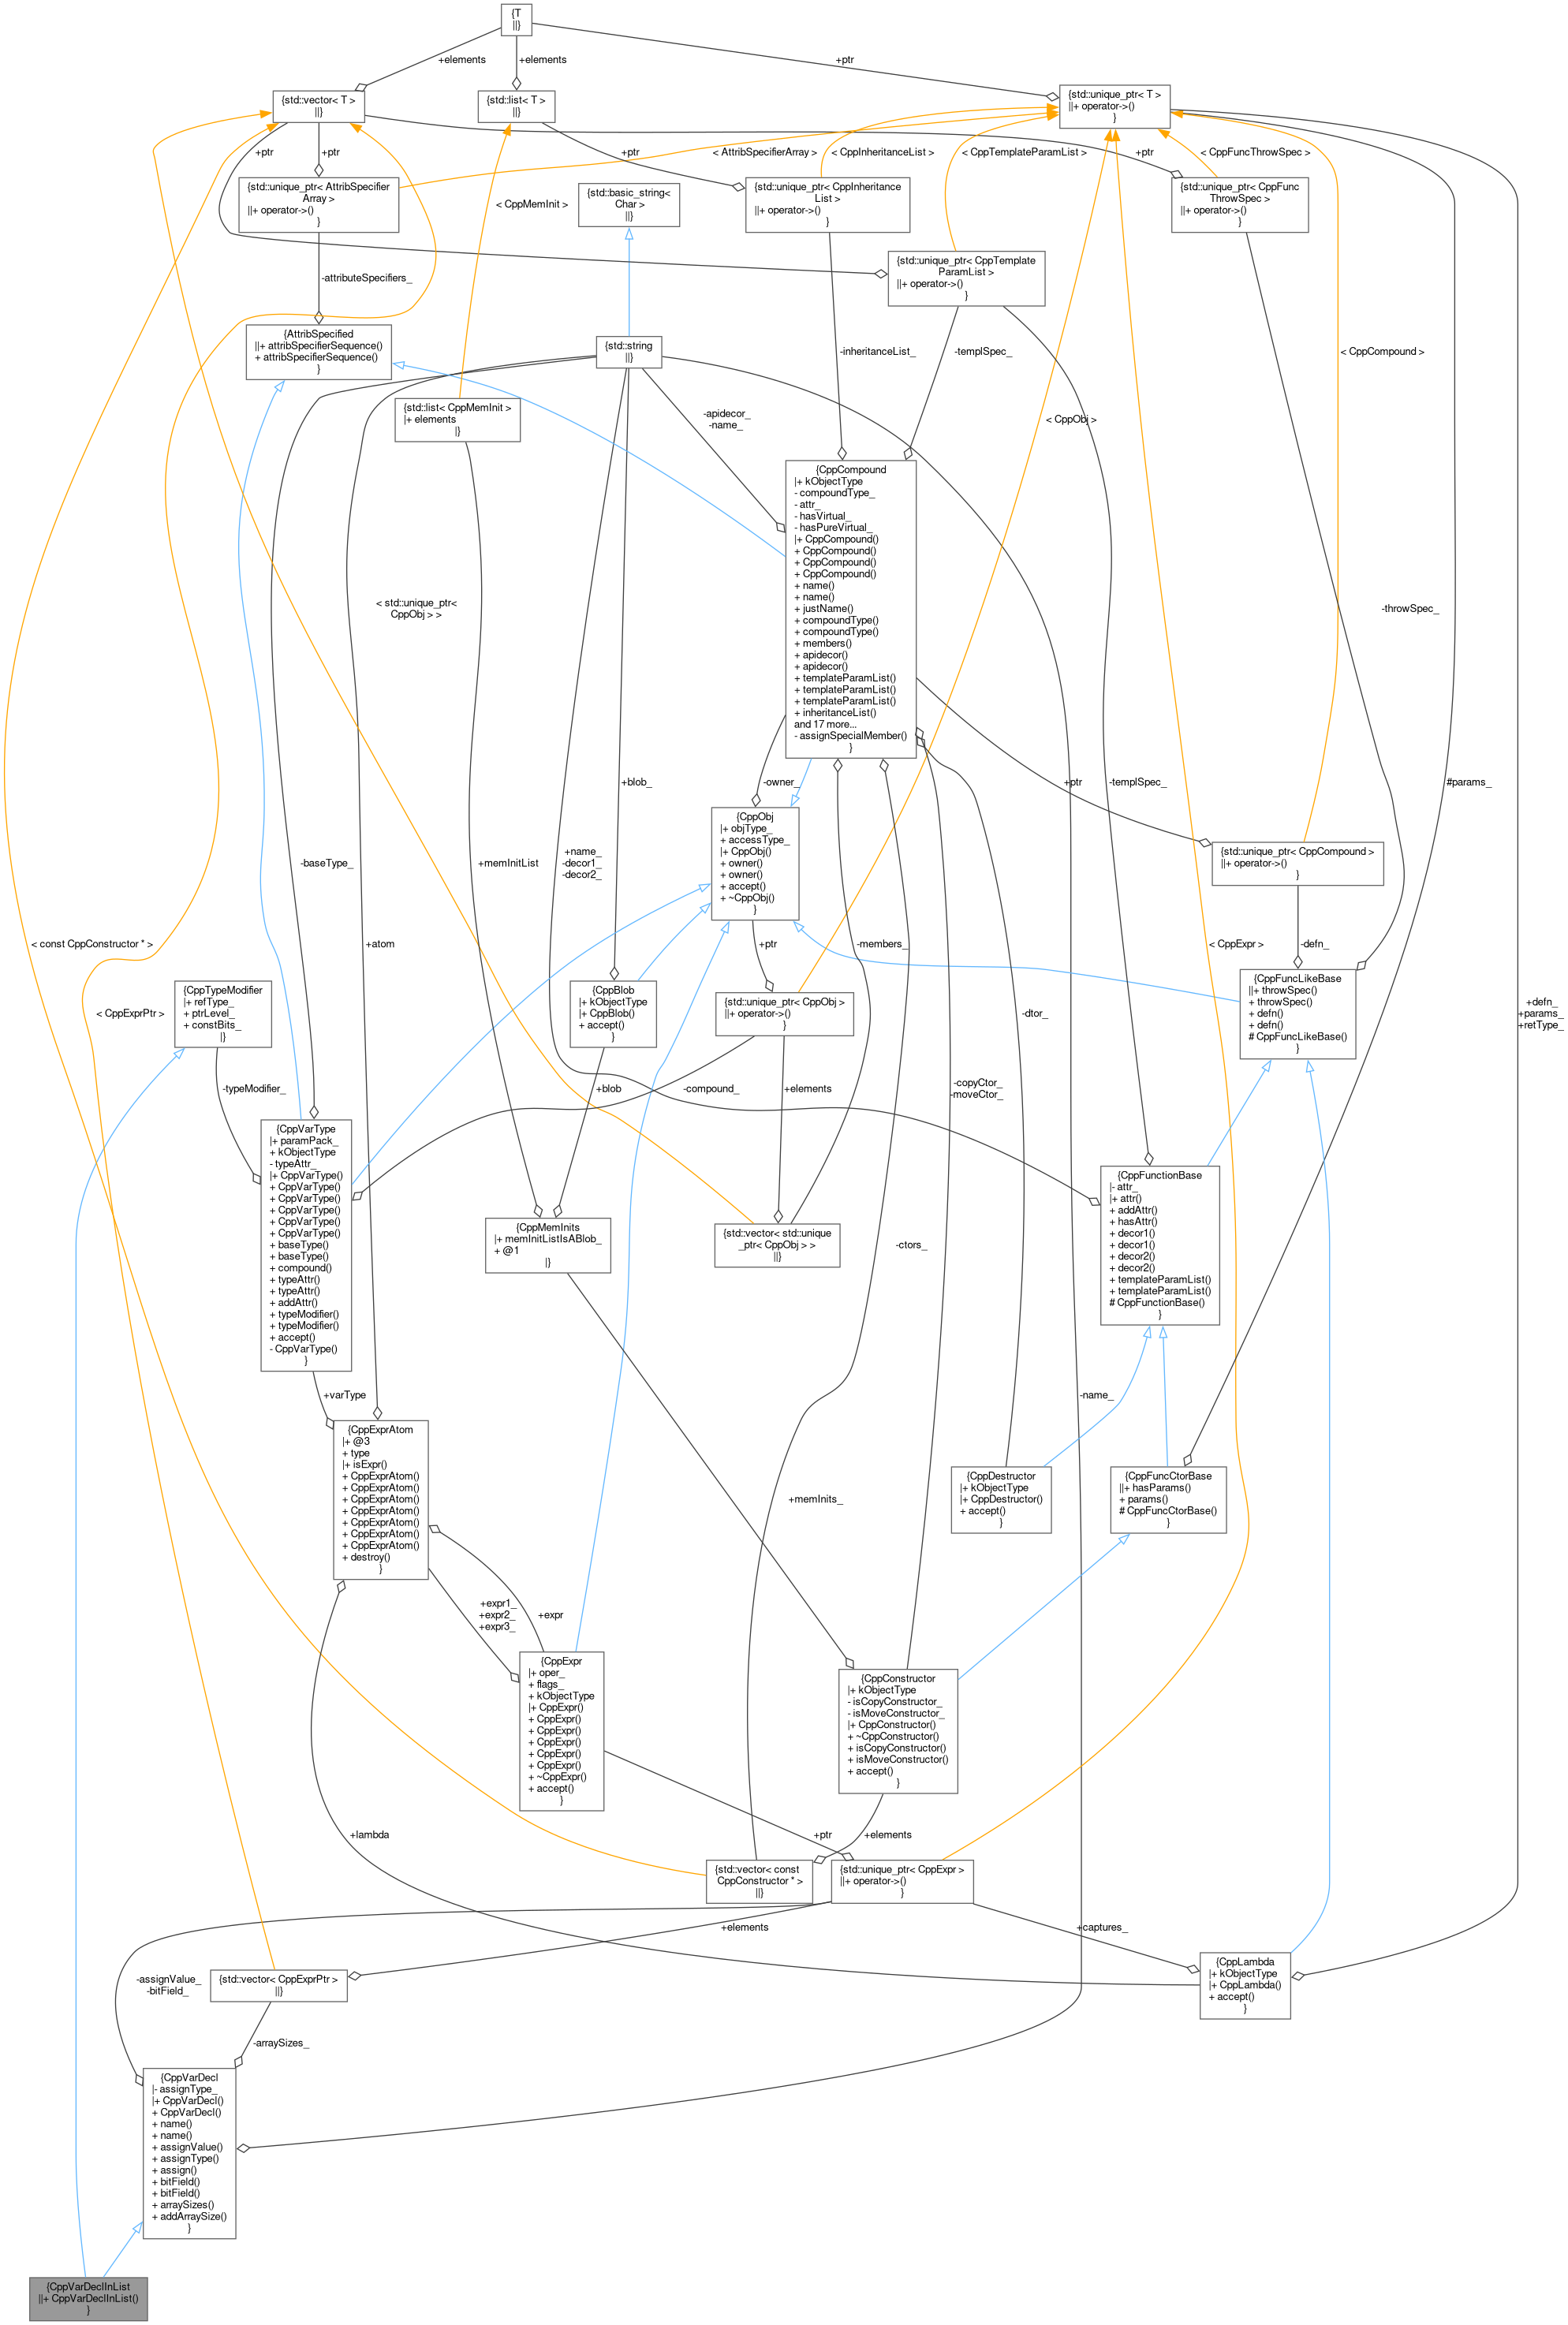 {T
||}
+elements
+elements
+ptr
{std::vector< T >
||}
{std::list< T >
||}
{std::unique_ptr< T >
||+ operator->()
}
+ptr
+ptr
+ptr
< AttribSpecifierArray >
< CppInheritanceList >
< CppTemplateParamList >
+ptr
< CppFuncThrowSpec >
{std::unique_ptr< AttribSpecifier
Array >
||+ operator->()
}
< CppMemInit >
{std::basic_string<
Char >
||}
{std::unique_ptr< CppInheritance
List >
||+ operator->()
}
{std::unique_ptr< CppFunc
ThrowSpec >
||+ operator->()
}
-attributeSpecifiers_
{std::unique_ptr< CppTemplate
ParamList >
||+ operator->()
}
{AttribSpecified
||+ attribSpecifierSequence()
+ attribSpecifierSequence()
}
{std::string
||}
-inheritanceList_
-templSpec_
< CppCompound >
{std::list< CppMemInit >
|+ elements
|}
-apidecor_
-name_
< CppObj >
{CppCompound
|+ kObjectType
- compoundType_
- attr_
- hasVirtual_
- hasPureVirtual_
|+ CppCompound()
+ CppCompound()
+ CppCompound()
+ CppCompound()
+ name()
+ name()
+ justName()
+ compoundType()
+ compoundType()
+ members()
+ apidecor()
+ apidecor()
+ templateParamList()
+ templateParamList()
+ templateParamList()
+ inheritanceList()
and 17 more...
- assignSpecialMember()
}
< std::unique_ptr<
CppObj > >
-throwSpec_
+blob_
-owner_
+ptr
-templSpec_
#params_
-baseType_
+memInitList
+name_
-decor1_
-decor2_
{CppObj
|+ objType_
+ accessType_
|+ CppObj()
+ owner()
+ owner()
+ accept()
+ ~CppObj()
}
{std::unique_ptr< CppCompound >
||+ operator->()
}
< const CppConstructor * >
+atom
+ptr
-members_
< CppExpr >
-defn_
{CppTypeModifier
|+ refType_
+ ptrLevel_
+ constBits_
|}
< CppExprPtr >
{CppBlob
|+ kObjectType
|+ CppBlob()
+ accept()
}
{std::unique_ptr< CppObj >
||+ operator->()
}
-dtor_
{CppFuncLikeBase
||+ throwSpec()
+ throwSpec()
+ defn()
+ defn()
# CppFuncLikeBase()
}
+defn_
+params_
+retType_
-typeModifier_
+blob
-compound_
+elements
-copyCtor_
-moveCtor_
{CppVarType
|+ paramPack_
+ kObjectType
- typeAttr_
|+ CppVarType()
+ CppVarType()
+ CppVarType()
+ CppVarType()
+ CppVarType()
+ CppVarType()
+ baseType()
+ baseType()
+ compound()
+ typeAttr()
+ typeAttr()
+ addAttr()
+ typeModifier()
+ typeModifier()
+ accept()
- CppVarType()
}
{CppMemInits
|+ memInitListIsABlob_
+ @1
|}
{std::vector< std::unique
_ptr< CppObj > >
||}
-ctors_
{CppFunctionBase
|- attr_
|+ attr()
+ addAttr()
+ hasAttr()
+ decor1()
+ decor1()
+ decor2()
+ decor2()
+ templateParamList()
+ templateParamList()
# CppFunctionBase()
}
+varType
-name_
{CppExprAtom
|+ @3
+ type
|+ isExpr()
+ CppExprAtom()
+ CppExprAtom()
+ CppExprAtom()
+ CppExprAtom()
+ CppExprAtom()
+ CppExprAtom()
+ CppExprAtom()
+ destroy()
}
+memInits_
{CppDestructor
|+ kObjectType
|+ CppDestructor()
+ accept()
}
{CppFuncCtorBase
||+ hasParams()
+ params()
# CppFuncCtorBase()
}
+expr1_
+expr2_
+expr3_
+expr
{CppExpr
|+ oper_
+ flags_
+ kObjectType
|+ CppExpr()
+ CppExpr()
+ CppExpr()
+ CppExpr()
+ CppExpr()
+ CppExpr()
+ ~CppExpr()
+ accept()
}
{CppConstructor
|+ kObjectType
- isCopyConstructor_
- isMoveConstructor_
|+ CppConstructor()
+ ~CppConstructor()
+ isCopyConstructor()
+ isMoveConstructor()
+ accept()
}
+lambda
+ptr
+elements
{std::vector< const
CppConstructor * >
||}
{std::unique_ptr< CppExpr >
||+ operator->()
}
+elements
+captures_
-assignValue_
-bitField_
{std::vector< CppExprPtr >
||}
{CppLambda
|+ kObjectType
|+ CppLambda()
+ accept()
}
-arraySizes_
{CppVarDecl
|- assignType_
|+ CppVarDecl()
+ CppVarDecl()
+ name()
+ name()
+ assignValue()
+ assignType()
+ assign()
+ bitField()
+ bitField()
+ arraySizes()
+ addArraySize()
}
{CppVarDeclInList
||+ CppVarDeclInList()
}